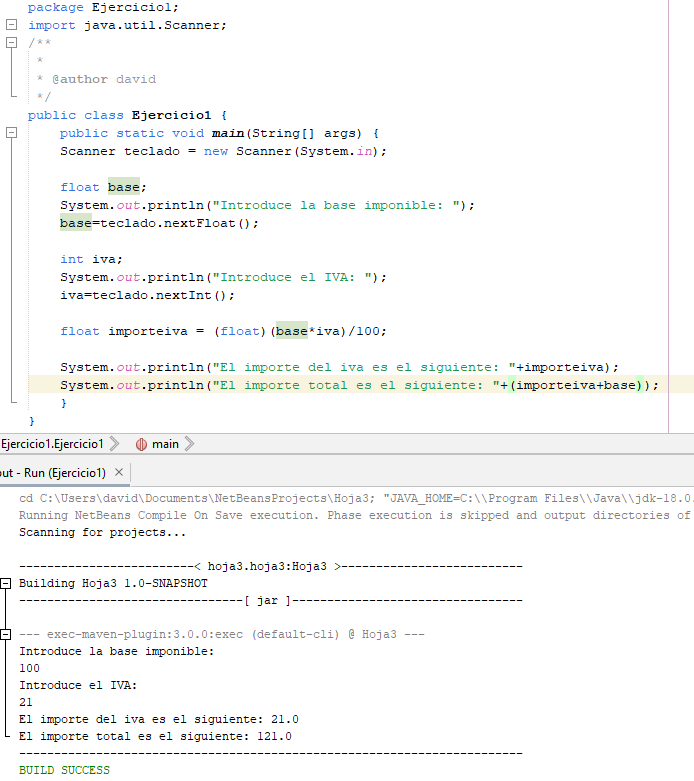 package Ejercicio1;
import java.util.Scanner;
/**
 *
 * @author david
 */
public class Ejercicio1 {
    public static void main(String[] args) {
    Scanner teclado = new Scanner(System.in);

    float base;
    System.out.println("Introduce la base imponible: ");
    base=teclado.nextFloat();

    int iva;
    System.out.println("Introduce el IVA: ");
    iva=teclado.nextInt();

    float importeiva = (float)(base*iva)/100;

    System.out.println("El importe del iva es el siguiente: "+importeiva);
    System.out.println("El importe total es el siguiente: "+(importeiva+base));
    }
}
Ejercicio1.Ejercicio1 main
out - Run (Ejercicio1) ×
cd C:\Users\david\Documents\NetBeansProjects\Hoja3; "JAVA_HOME=C:\\Program Files\\Java\\jdk-18.0.
Running NetBeans Compile On Save execution. Phase execution is skipped and output directories of
Scanning for projects...

------------------------< hoja3.hoja3:Hoja3 >-------------------------
Building Hoja3 1.0-SNAPSHOT
--------------------------------[ jar ]---------------------------------

--- exec-maven-plugin:3.0.0:exec (default-cli) @ Hoja3 ---
Introduce la base imponible:
100
Introduce el IVA:
21
El importe del iva es el siguiente: 21.0
El importe total es el siguiente: 121.0
------------------------------------------------------------------------
BUILD SUCCESS